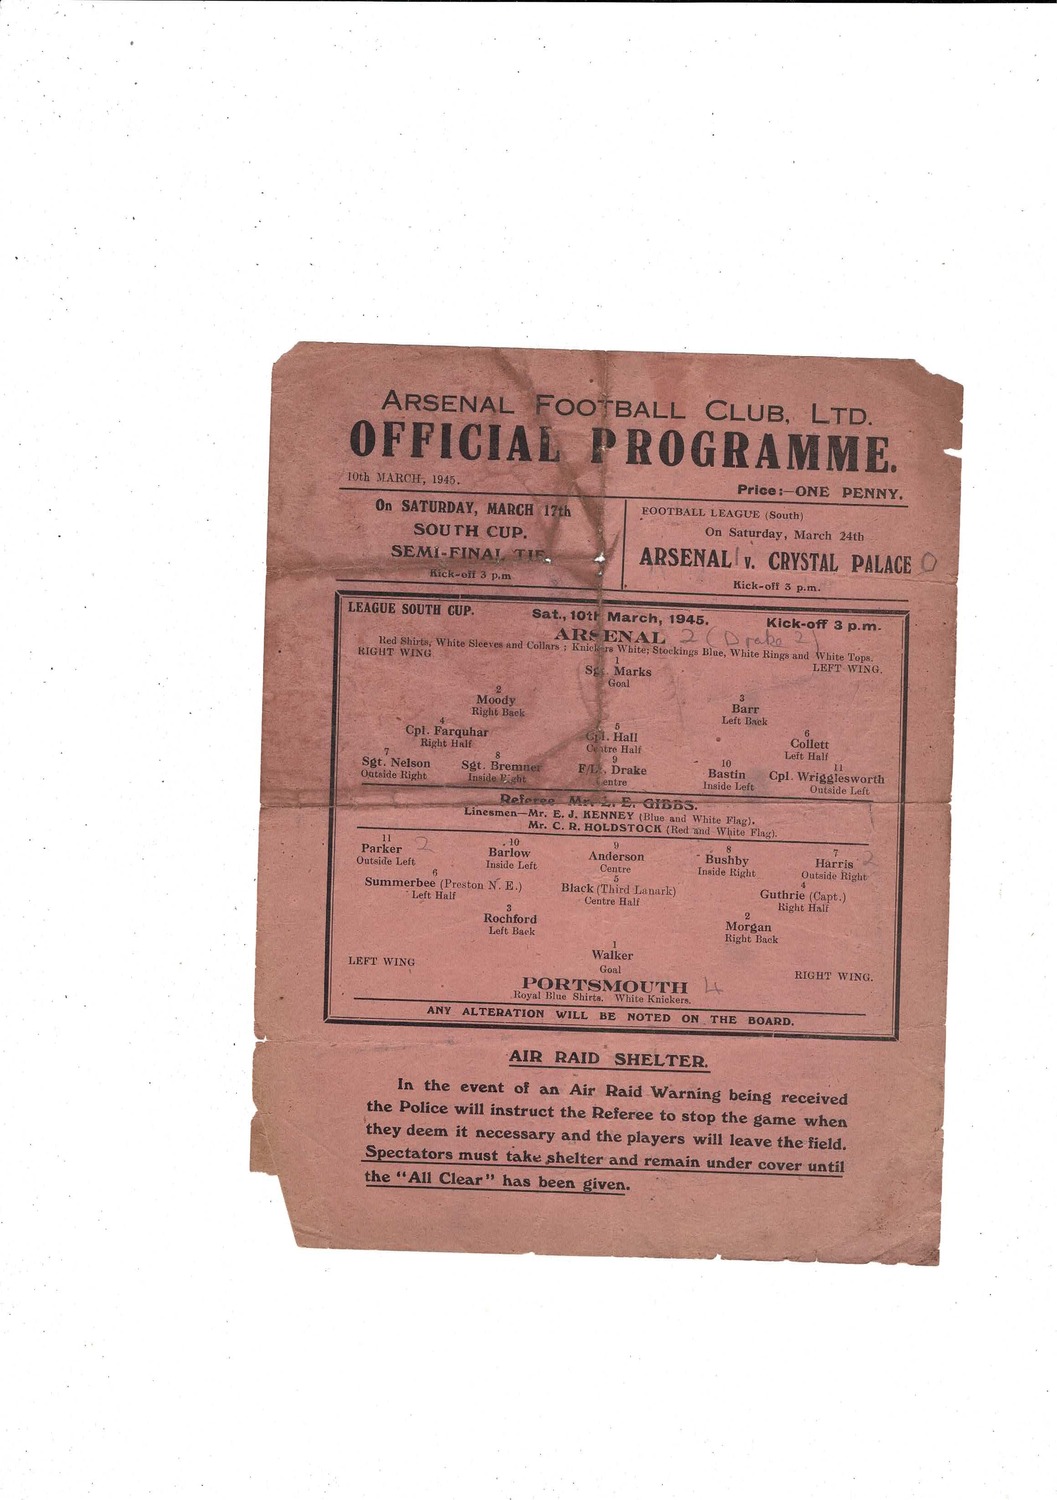 ARSENAL FOOTBALL CLUB, LTD.
OFFICIAL PROGRAMME.
10th MARCH, 1945.
Price:—ONE PENNY.
On SATURDAY, MARCH 17th
SOUTH CUP.
SEMI-FINAL TIE.
Kick-off 3 p.m
FOOTBALL LEAGUE (South)
On Saturday, March 24th
ARSENAL 1 v. CRYSTAL PALACE 0
Kick-off 3 p.m.
LEAGUE SOUTH CUP. Sat., 10th March, 1945. Kick-off 3 p.m.
ARSENAL 2 (Drake 2)
Red Shirts, White Sleeves and Collars; Knickers White; Stockings Blue, White Rings and White Tops.
RIGHT WING LEFT WING.
1
Sgt. Marks
Goal
2 3
Moody Barr
Right Back Left Back
4 5 6
Cpl. Farquhar Cpl. Hall Collett
Right Half Centre Half Left Half
7 8 9 10 11
Sgt. Nelson Sgt. Bremner F/Lt. Drake Bastin Cpl. Wrigglesworth
Outside Right Inside Right Centre Inside Left Outside Left
Referee Mr. L. E. GIBBS.
Linesmen—Mr. E. J. KENNEY (Blue and White Flag).
Mr. C. R. HOLDSTOCK (Red and White Flag).
11 10 9 8 7
Parker 2 Barlow Anderson Bushby Harris 2
Outside Left Inside Left Centre Inside Right Outside Right
6 5 4
Summerbee (Preston N. E.) Black (Third Lanark) Guthrie (Capt.)
Left Half Centre Half Right Half
3 2
Rochford Morgan
Left Back Right Back
1
Walker
Goal
LEFT WING RIGHT WING.
PORTSMOUTH 4
Royal Blue Shirts. White Knickers.
ANY ALTERATION WILL BE NOTED ON THE BOARD.
AIR RAID SHELTER.
In the event of an Air Raid Warning being received
the Police will instruct the Referee to stop the game when
they deem it necessary and the players will leave the field.
Spectators must take shelter and remain under cover until
the "All Clear" has been given.